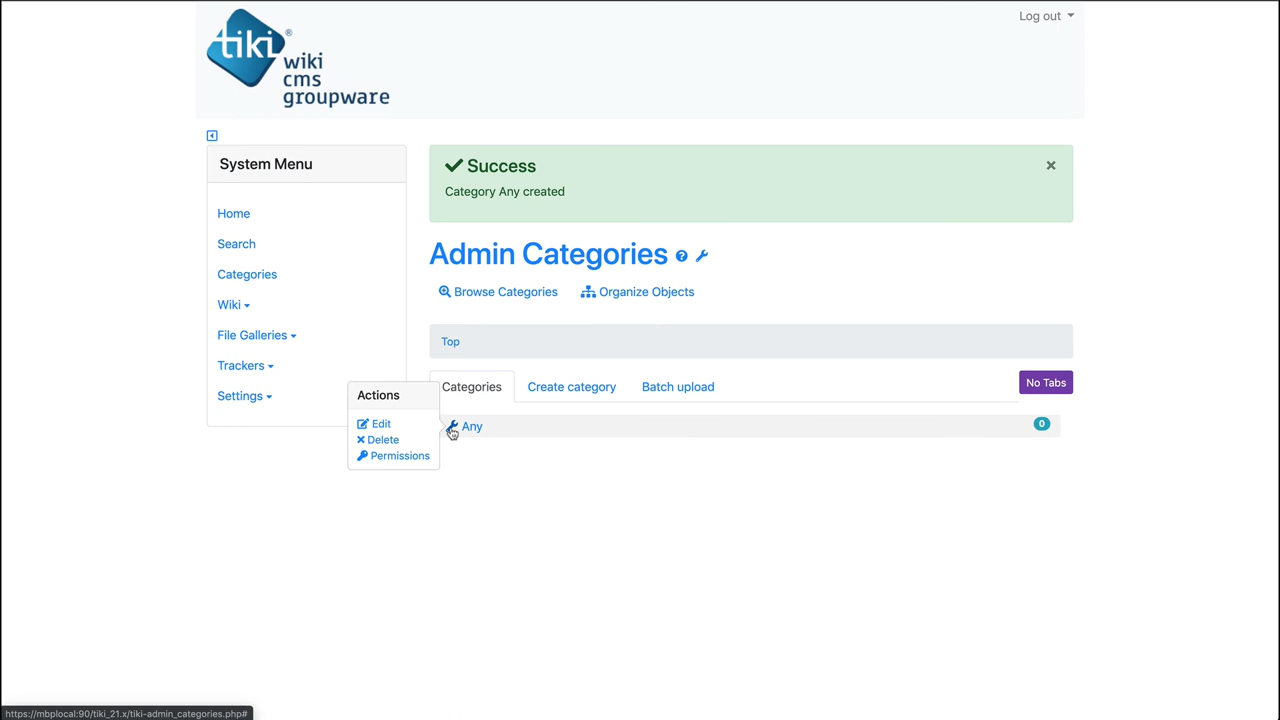 Log out
tiki®
wiki
cms
groupware
System Menu
Home
Search
Categories
Wiki
File Galleries
Trackers
Settings
Success
Category Any created
×
Admin Categories
Browse Categories
Organize Objects
Top
Categories
Create category
Batch upload
No Tabs
Actions
Edit
Delete
Permissions
Any
0
https://mbplocal:90/tiki_21.x/tiki-admin_categories.php#